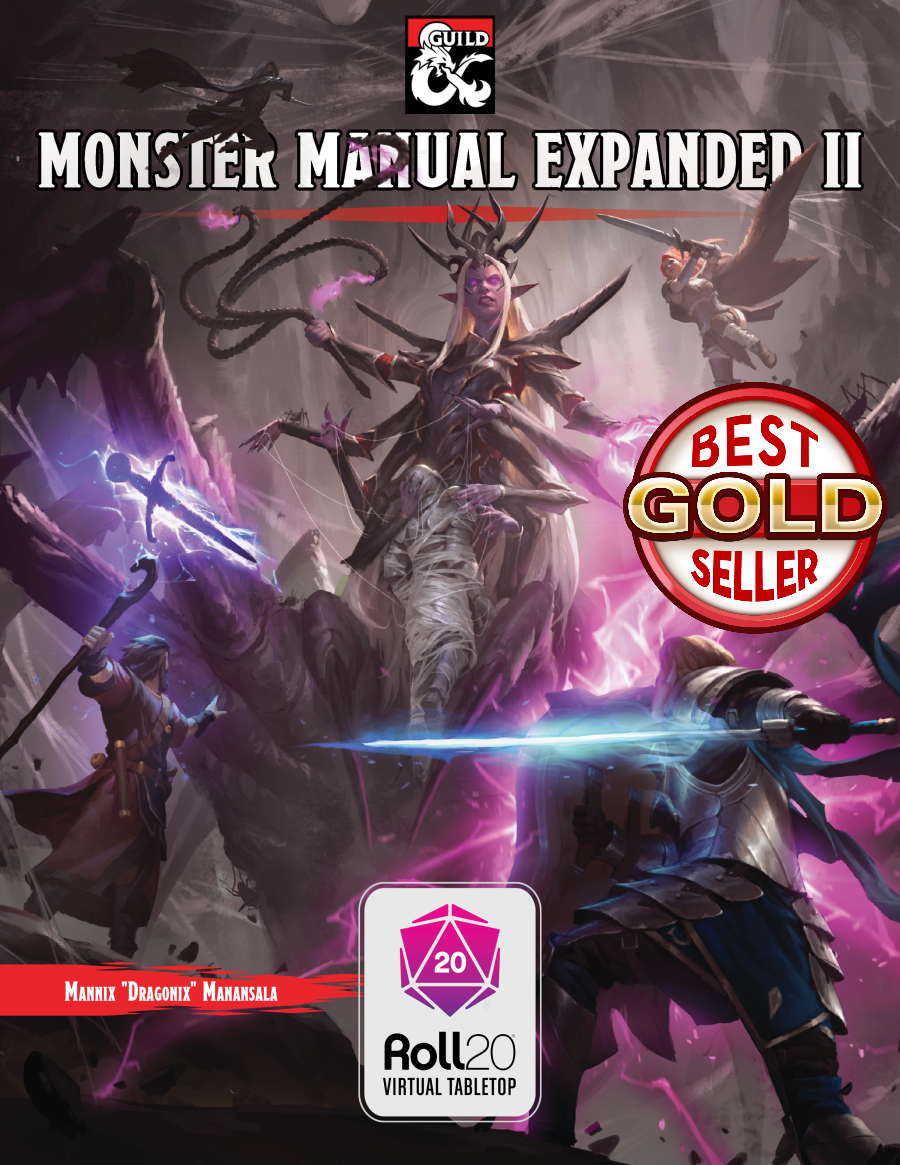 GUILD
MONSTER MANUAL EXPANDED II
BEST
GOLD
SELLER
MANNIX "DRAGONIX" MANANSALA
20
Roll20
VIRTUAL TABLETOP